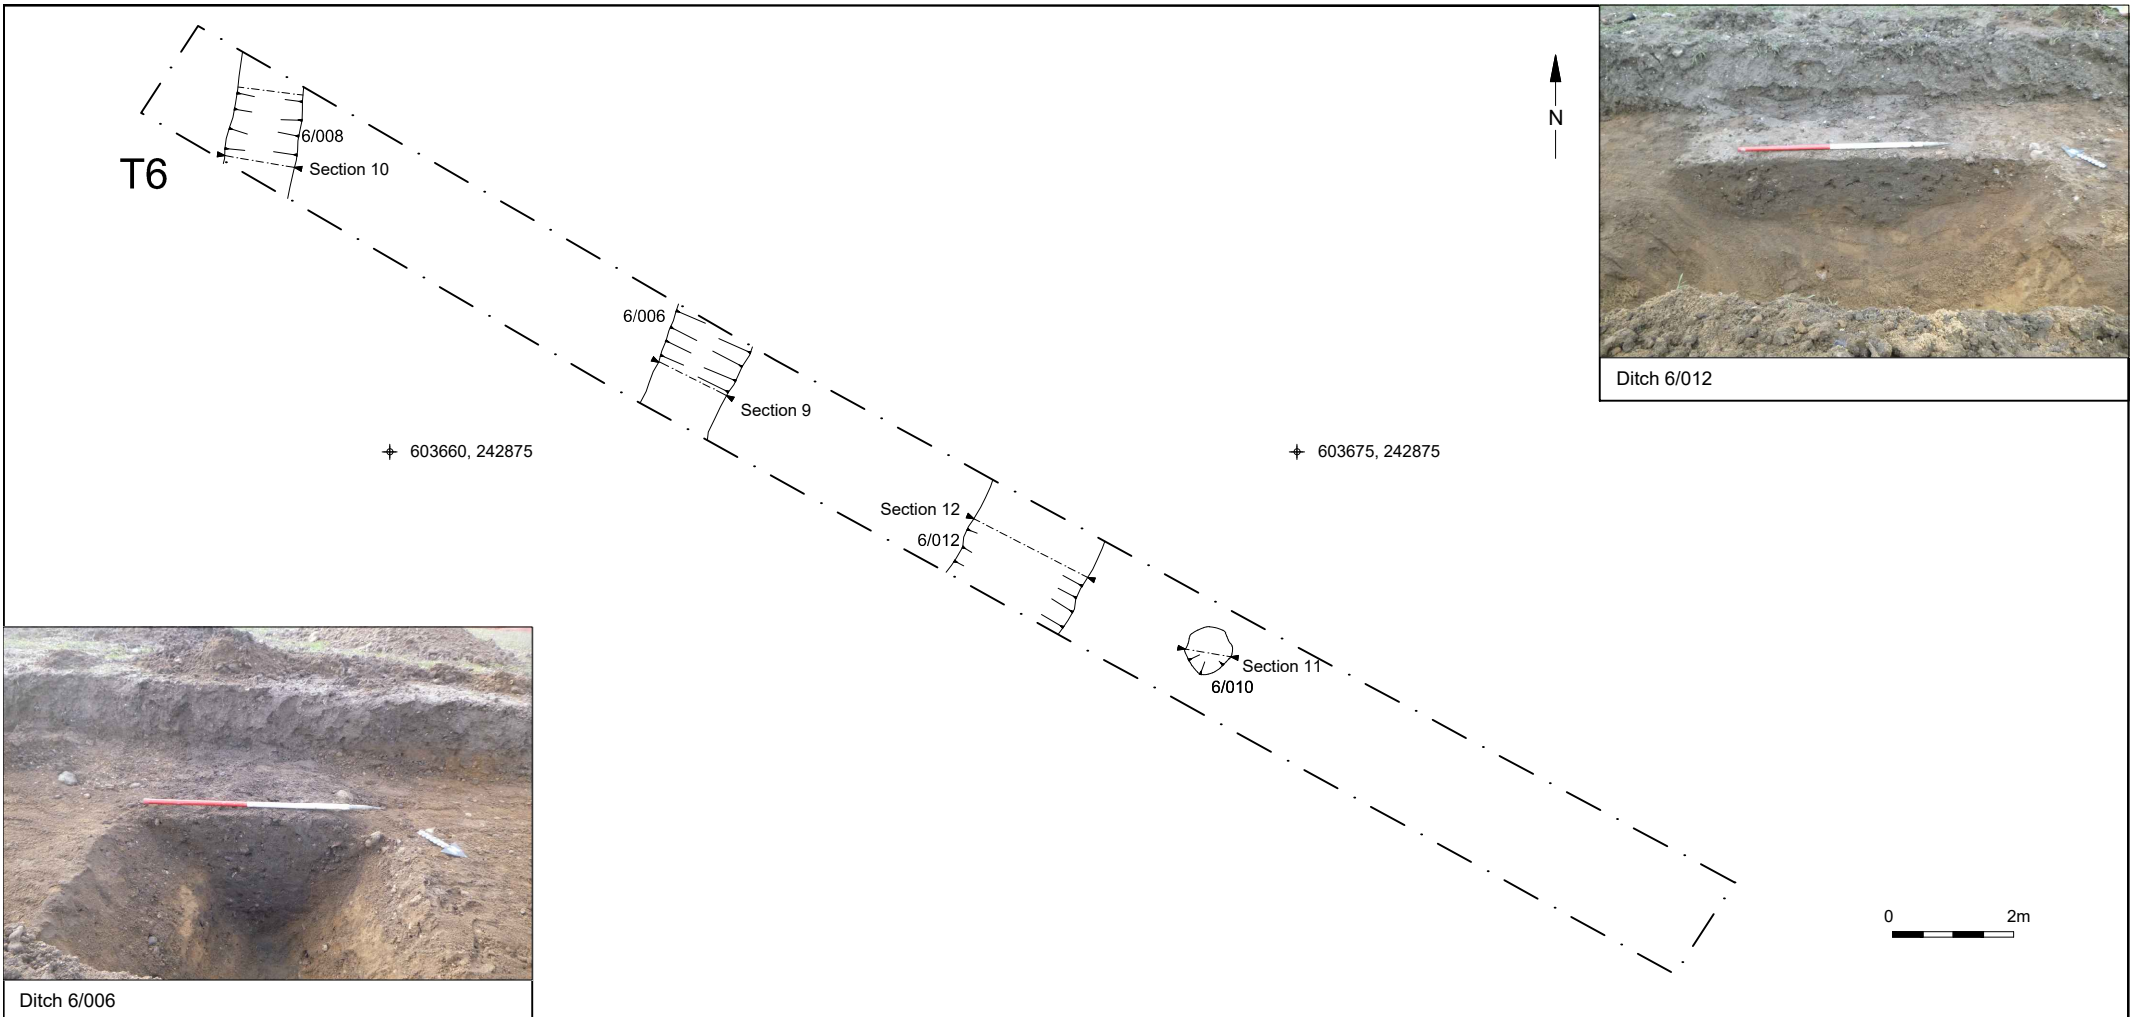 N
6/008
T6
Section 10
6/006
Ditch 6/012
Section 9
603660, 242875
603675, 242875
Section 12
6/012
Section 11
6/010
0 2m
Ditch 6/006